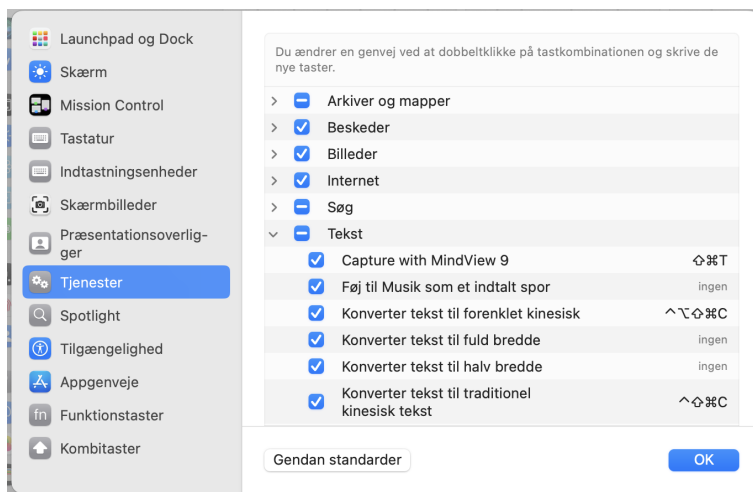 Launchpad og Dock
Skærm
Mission Control
Tastatur
Indtastningsenheder
Skærmbilleder
Præsentationsoverlig-
ger
Tjenester
Spotlight
Tilgængelighed
Appgenveje
fn Funktionstaster
Kombitaster
Du ændrer en genvej ved at dobbeltklikke på tastkombinationen og skrive de
nye taster.
Arkiver og mapper
Beskeder
Billeder
Internet
Søg
Tekst
Capture with MindView 9 ⇧⌘T
Føj til Musik som et indtalt spor ingen
Konverter tekst til forenklet kinesisk ^⌥⇧⌘C
Konverter tekst til fuld bredde ingen
Konverter tekst til halv bredde ingen
Konverter tekst til traditionel
kinesisk tekst ^⇧⌘C
Gendan standarder
OK